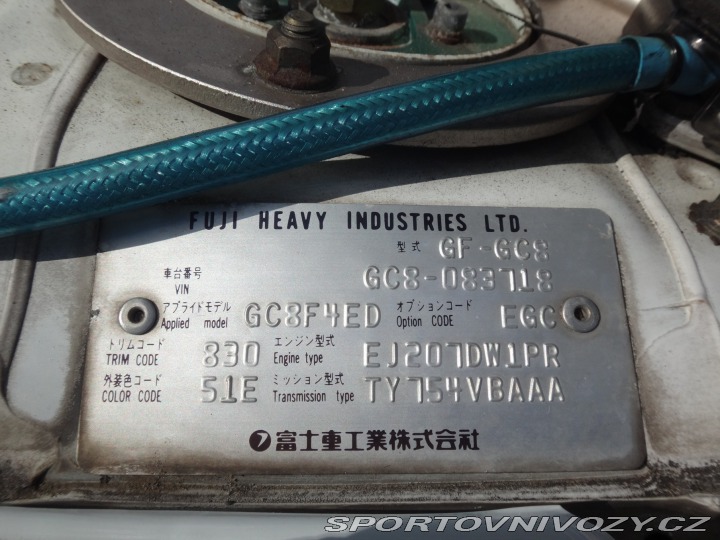 FUJI HEAVY INDUSTRIES LTD.
型式 GF-GC8
車台番号 VIN GC8-083718
アプライドモデル Applied model GC8F4ED オプションコード Option Code EGC
トリムコード TRIM CODE 830 エンジン型式 Engine type EJ207DW1PR
外装色コード COLOR CODE 51E ミッション型式 Transmission type TY754VBAAA
富士重工業株式会社
SPORTOVNIVOZY.CZ